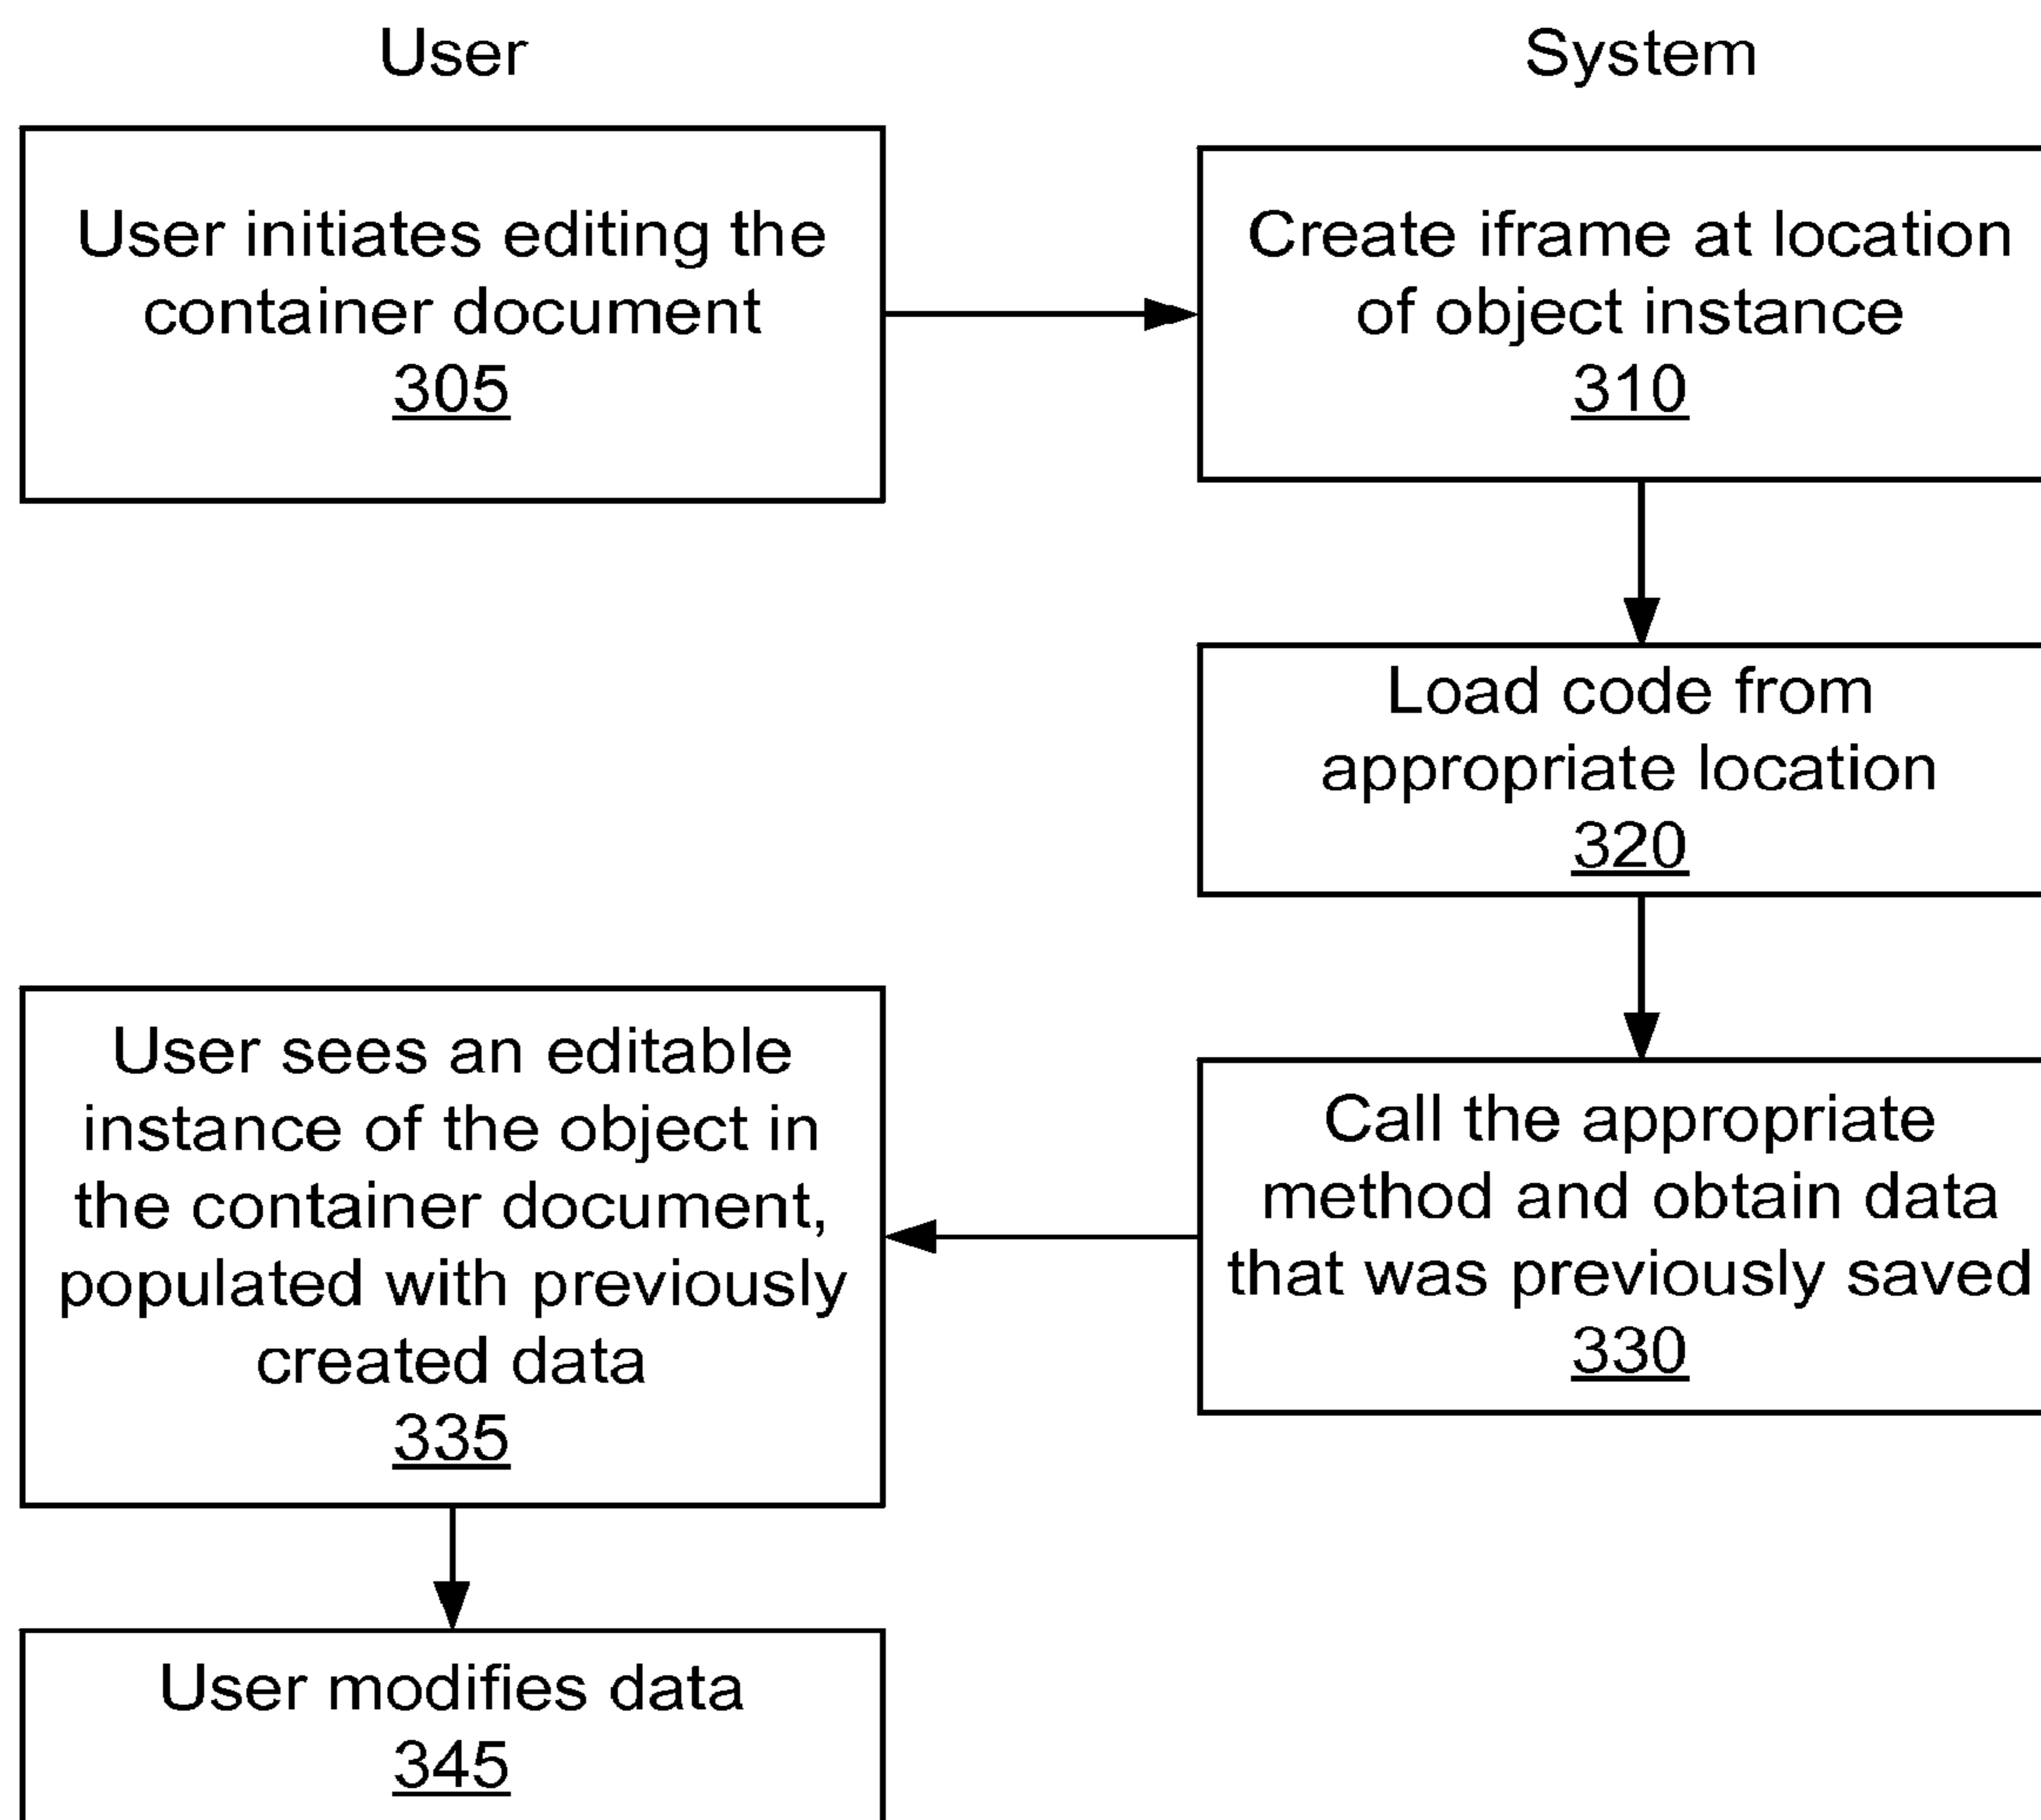 User
System
User initiates editing the
container document
305
Create iframe at location
of object instance
310
Load code from
appropriate location
320
Call the appropriate
method and obtain data
that was previously saved
330
User sees an editable
instance of the object in
the container document,
populated with previously
created data
335
User modifies data
345